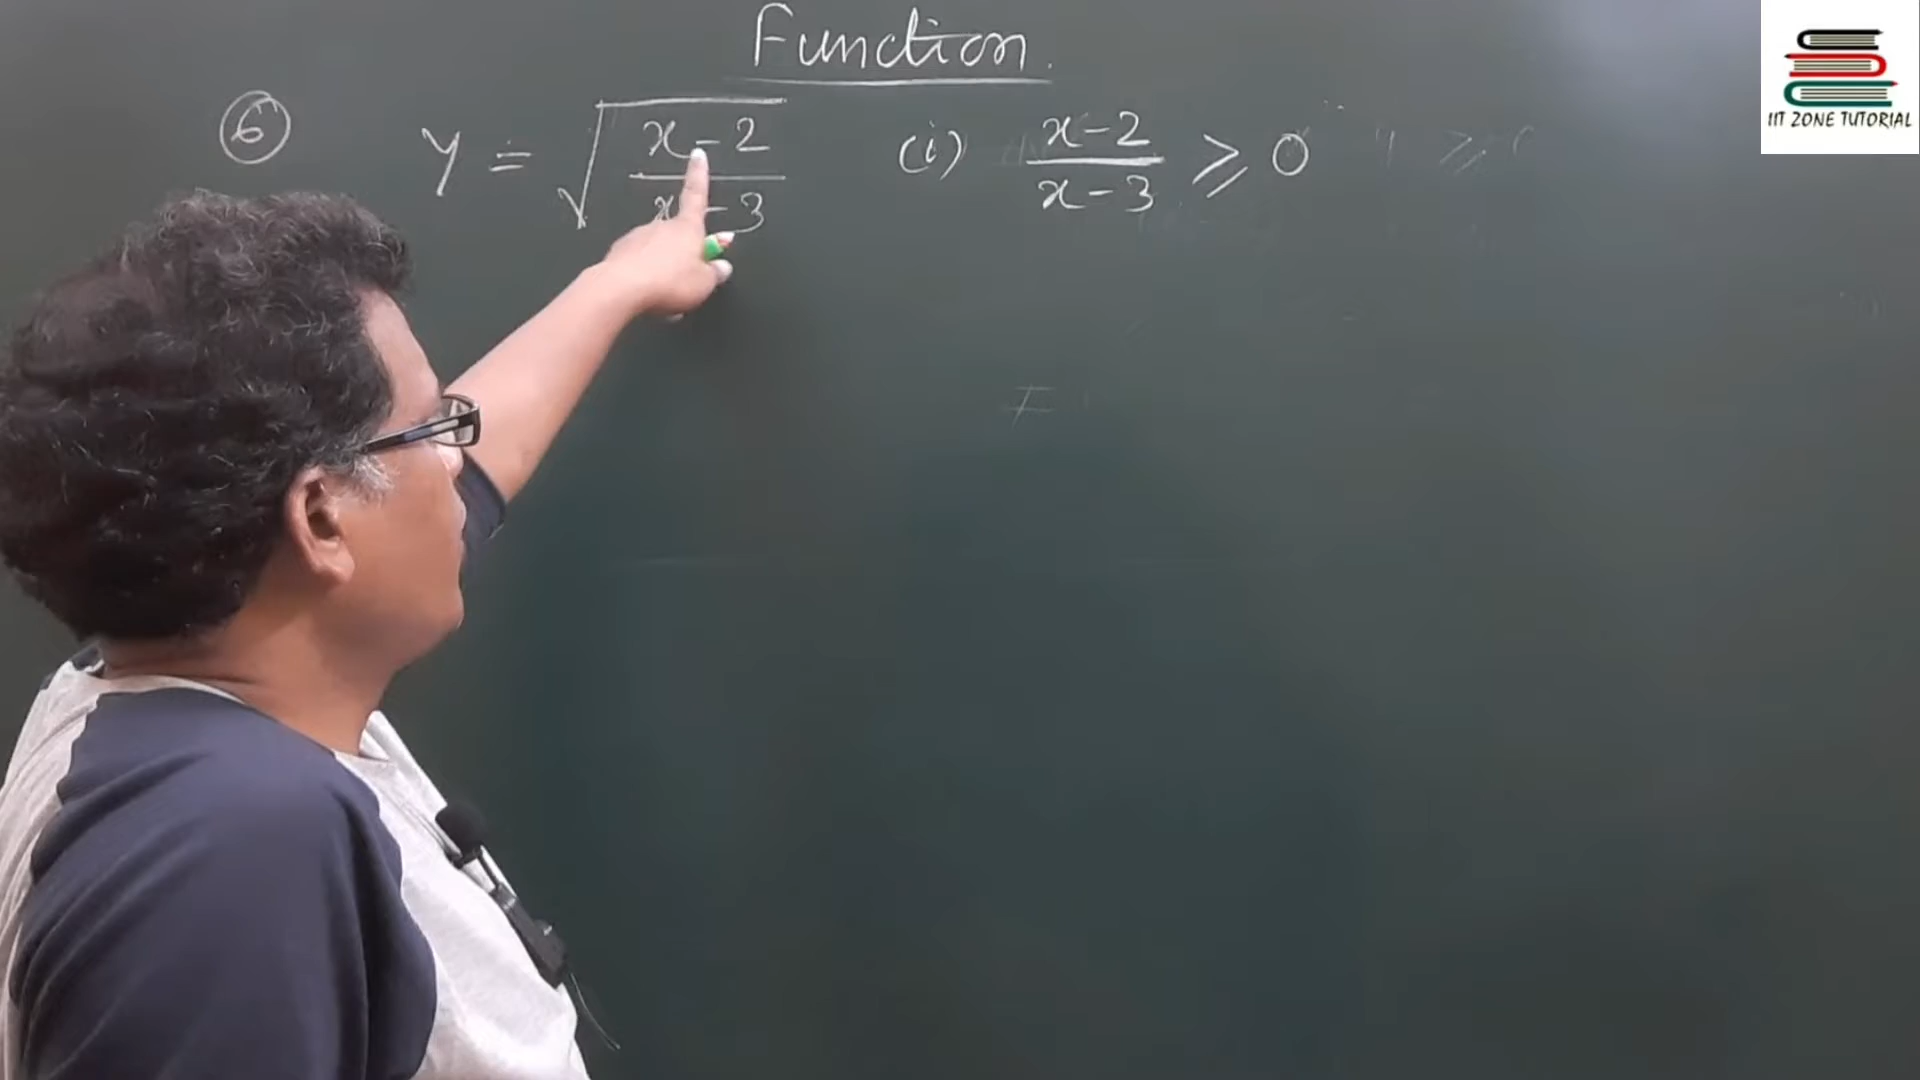 Function.
⑥ y = √((x-2)/(x-3)) (i) (x-2)/(x-3) ≥ 0
≠
IIT ZONE TUTORIAL